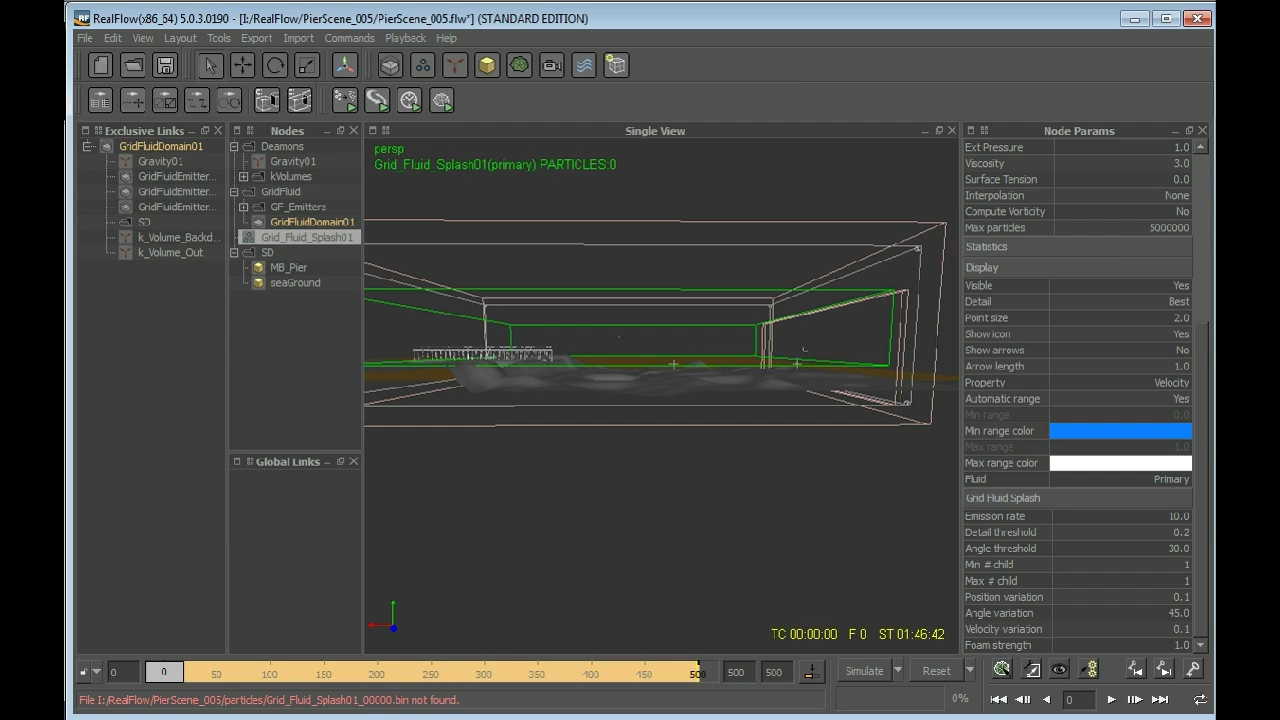 RealFlow(x86_64) 5.0.3.0190 - [I:/RealFlow/PierScene_005/PierScene_005.flw*] (STANDARD EDITION)
File Edit View Layout Tools Export Import Commands Playback Help
Exclusive Links
GridFluidDomain01
Gravity01
GridFuidEmitter...
GridFuidEmitter...
GridFuidEmitter...
SD
k_Volume_Backd...
k_Volume_Out
Nodes
Deamons
Gravity01
kVolumes
GridFluid
GF_Emitters
GridFluidDomain01
Grid_Fluid_Splash01
SD
MB_Pier
seaGround
Global Links
Single View
persp
Grid_Fluid_Splash01(primary) PARTICLES:0
TC 00:00:00 F 0 ST 01:46:42
Node Params
Ext Pressure 1.0
Viscosity 3.0
Surface Tension 0.0
Interpolation None
Compute Vorticity No
Max particles 5000000
Statistics
Display
Visible Yes
Detail Best
Point size 2.0
Show icon Yes
Show arrows No
Arrow length 1.0
Property Velocity
Automatic range Yes
Min range 0.0
Min range color
Max range 1.0
Max range color
Fluid Primary
Grid Fluid Splash
Emission rate 10.0
Detail threshold 0.2
Angle threshold 30.0
Min # child 1
Max # child 1
Position variation 0.1
Angle variation 45.0
Velocity variation 0.1
Foam strength 1.0
0 0 50 100 150 200 250 300 350 400 450 500 500 500
Simulate Reset
File I:/RealFlow/PierScene_005/particles/Grid_Fluid_Splash01_00000.bin not found.
0% 0